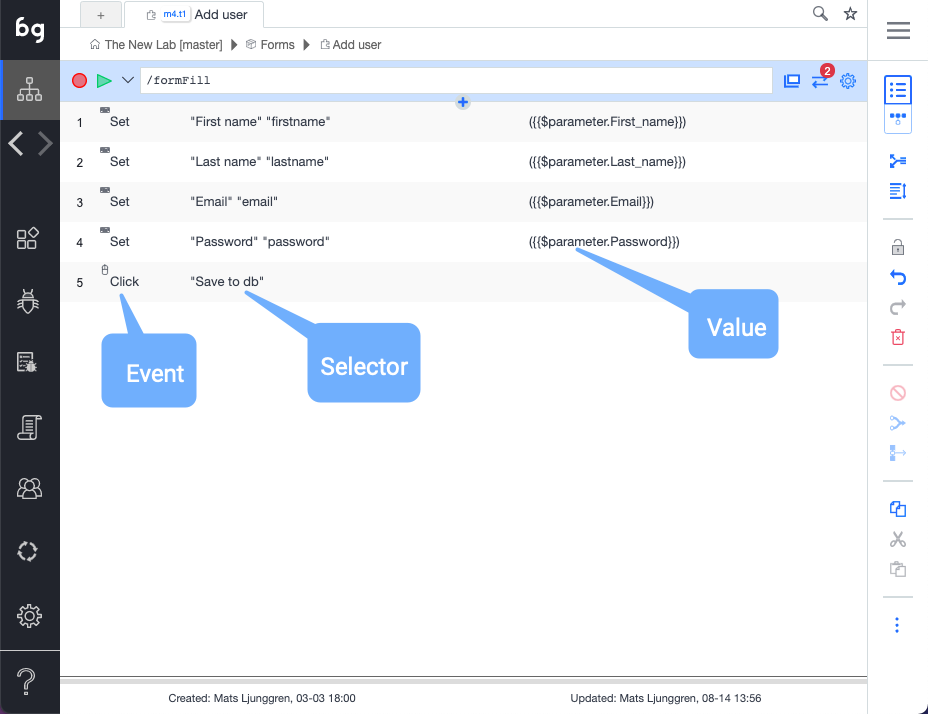 bg
+ m4.t1 Add user
The New Lab [master] Forms Add user
/formFill
2
+
1 Set "First name" "firstname" ({{$parameter.First_name}})
2 Set "Last name" "lastname" ({{$parameter.Last_name}})
3 Set "Email" "email" ({{$parameter.Email}})
4 Set "Password" "password" ({{$parameter.Password}})
5 Click "Save to db"
Value
Selector
Event
?
Created: Mats Ljunggren, 03-03 18:00 Updated: Mats Ljunggren, 08-14 13:56